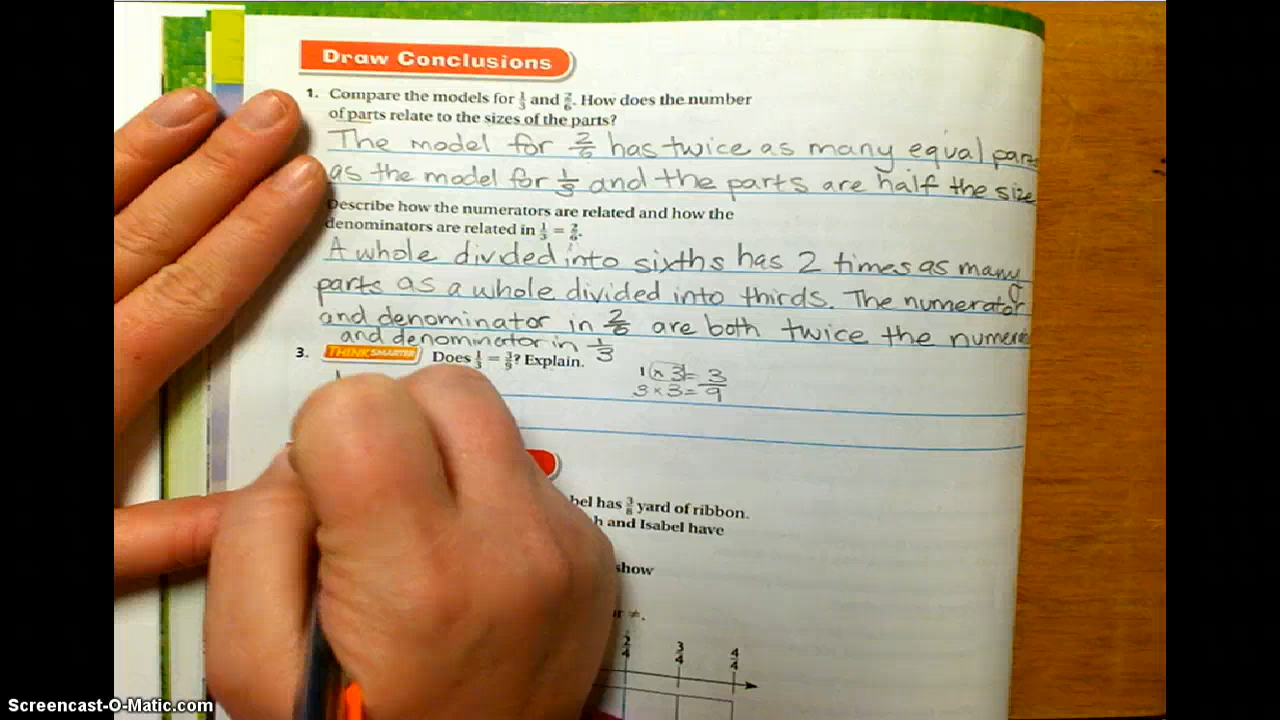 Draw Conclusions
1. Compare the models for 1/3 and 2/6. How does the number
of parts relate to the sizes of the parts?
The model for 2/6 has twice as many equal parts
as the model for 1/3 and the parts are half the size
Describe how the numerators are related and how the
denominators are related in 1/3 = 2/6.
A whole divided into sixths has 2 times as many
parts as a whole divided into thirds. The numerator
and denominator in 2/6 are both twice the
and denominator in 1/3
3. THINK SMARTER Does 1/3 = 3/9? Explain.
1 × 3 = 3
3 × 3 = 9
has 3/8 yard of ribbon.
and Isabel have
show
≠.
2/4 3/4 4/4
Screencast-O-Matic.com